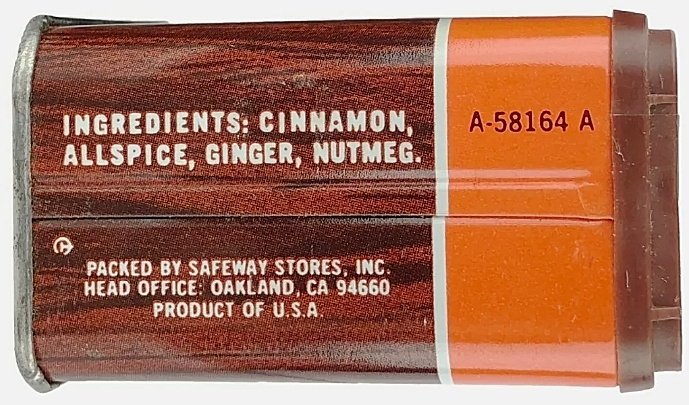 INGREDIENTS: CINNAMON,
ALLSPICE, GINGER, NUTMEG.
A-58164 A
PACKED BY SAFEWAY STORES, INC.
HEAD OFFICE: OAKLAND, CA 94660
PRODUCT OF U.S.A.